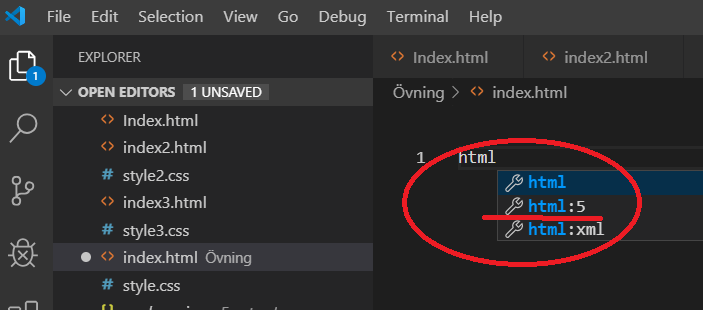 File Edit Selection View Go Debug Terminal Help
EXPLORER
OPEN EDITORS 1 UNSAVED
Index.html
index2.html
style2.css
index3.html
style3.css
index.html Övning
style.css
1
Index.html index2.html
Övning > index.html
1 html
html
html:5
html:xml